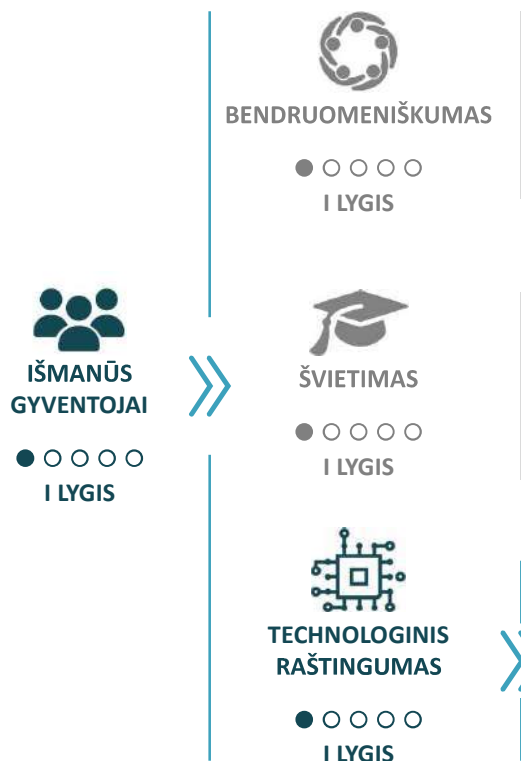 IŠMANŪS
GYVENTOJAI
I LYGIS
BENDRUOMENIŠKUMAS
I LYGIS
ŠVIETIMAS
I LYGIS
TECHNOLOGINIS
RAŠTINGUMAS
I LYGIS